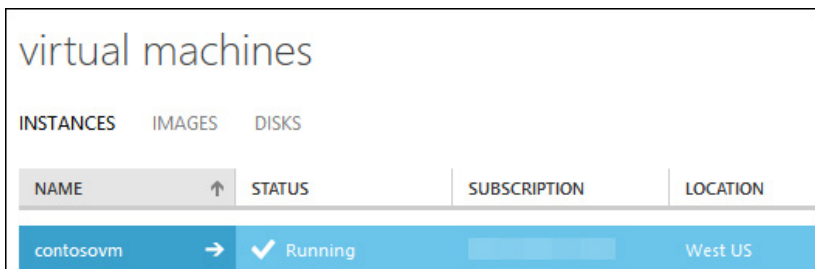 virtual machines
INSTANCES IMAGES DISKS
NAME STATUS SUBSCRIPTION LOCATION
contosovm Running West US